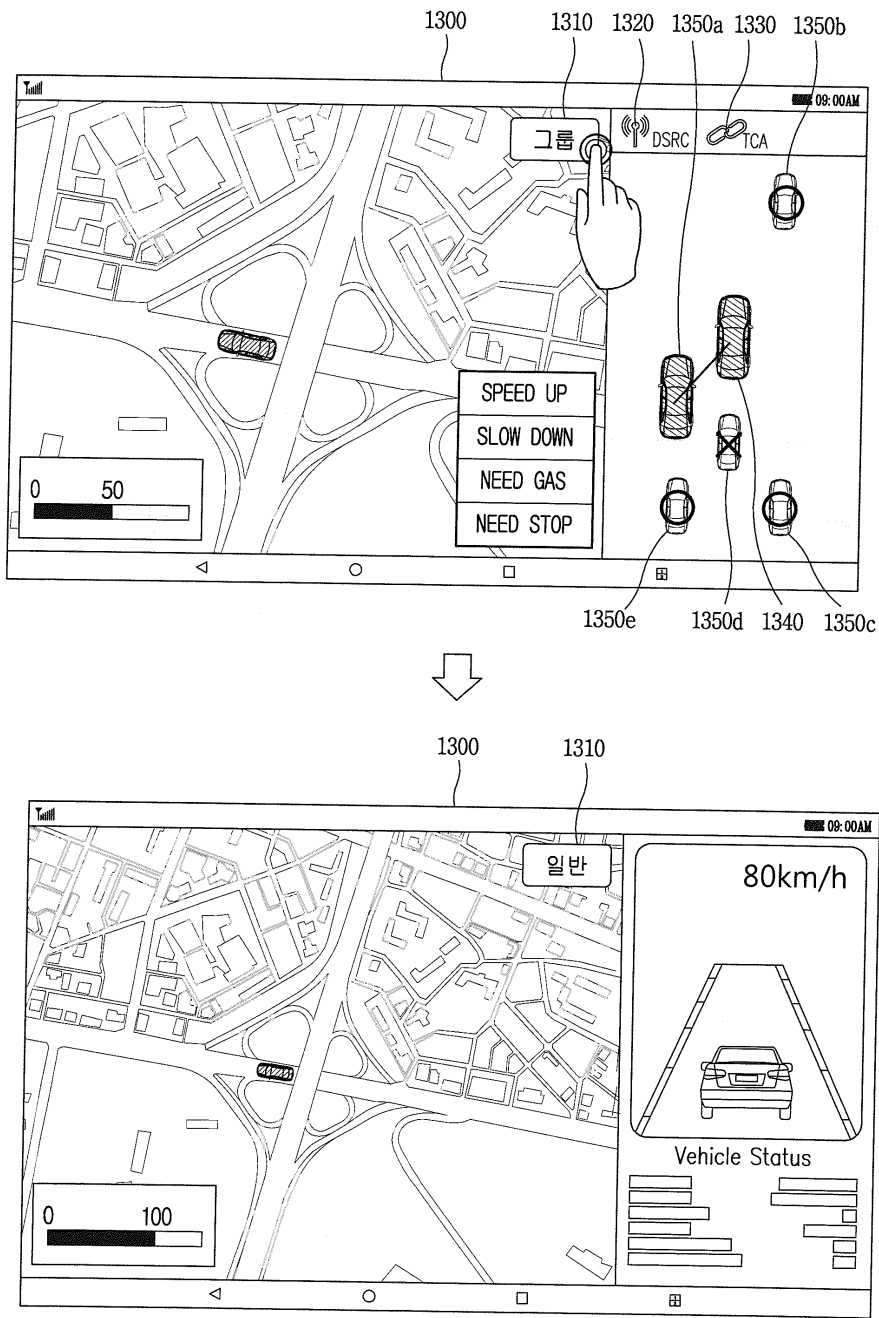 1300
1310
1320
1350a
1330
1350b
09:00AM
그룹
DSRC
TCA
SPEED UP
SLOW DOWN
NEED GAS
NEED STOP
0 50
1350e
1350d
1340
1350c
1300
1310
09:00AM
일반
80km/h
Vehicle Status
0 100